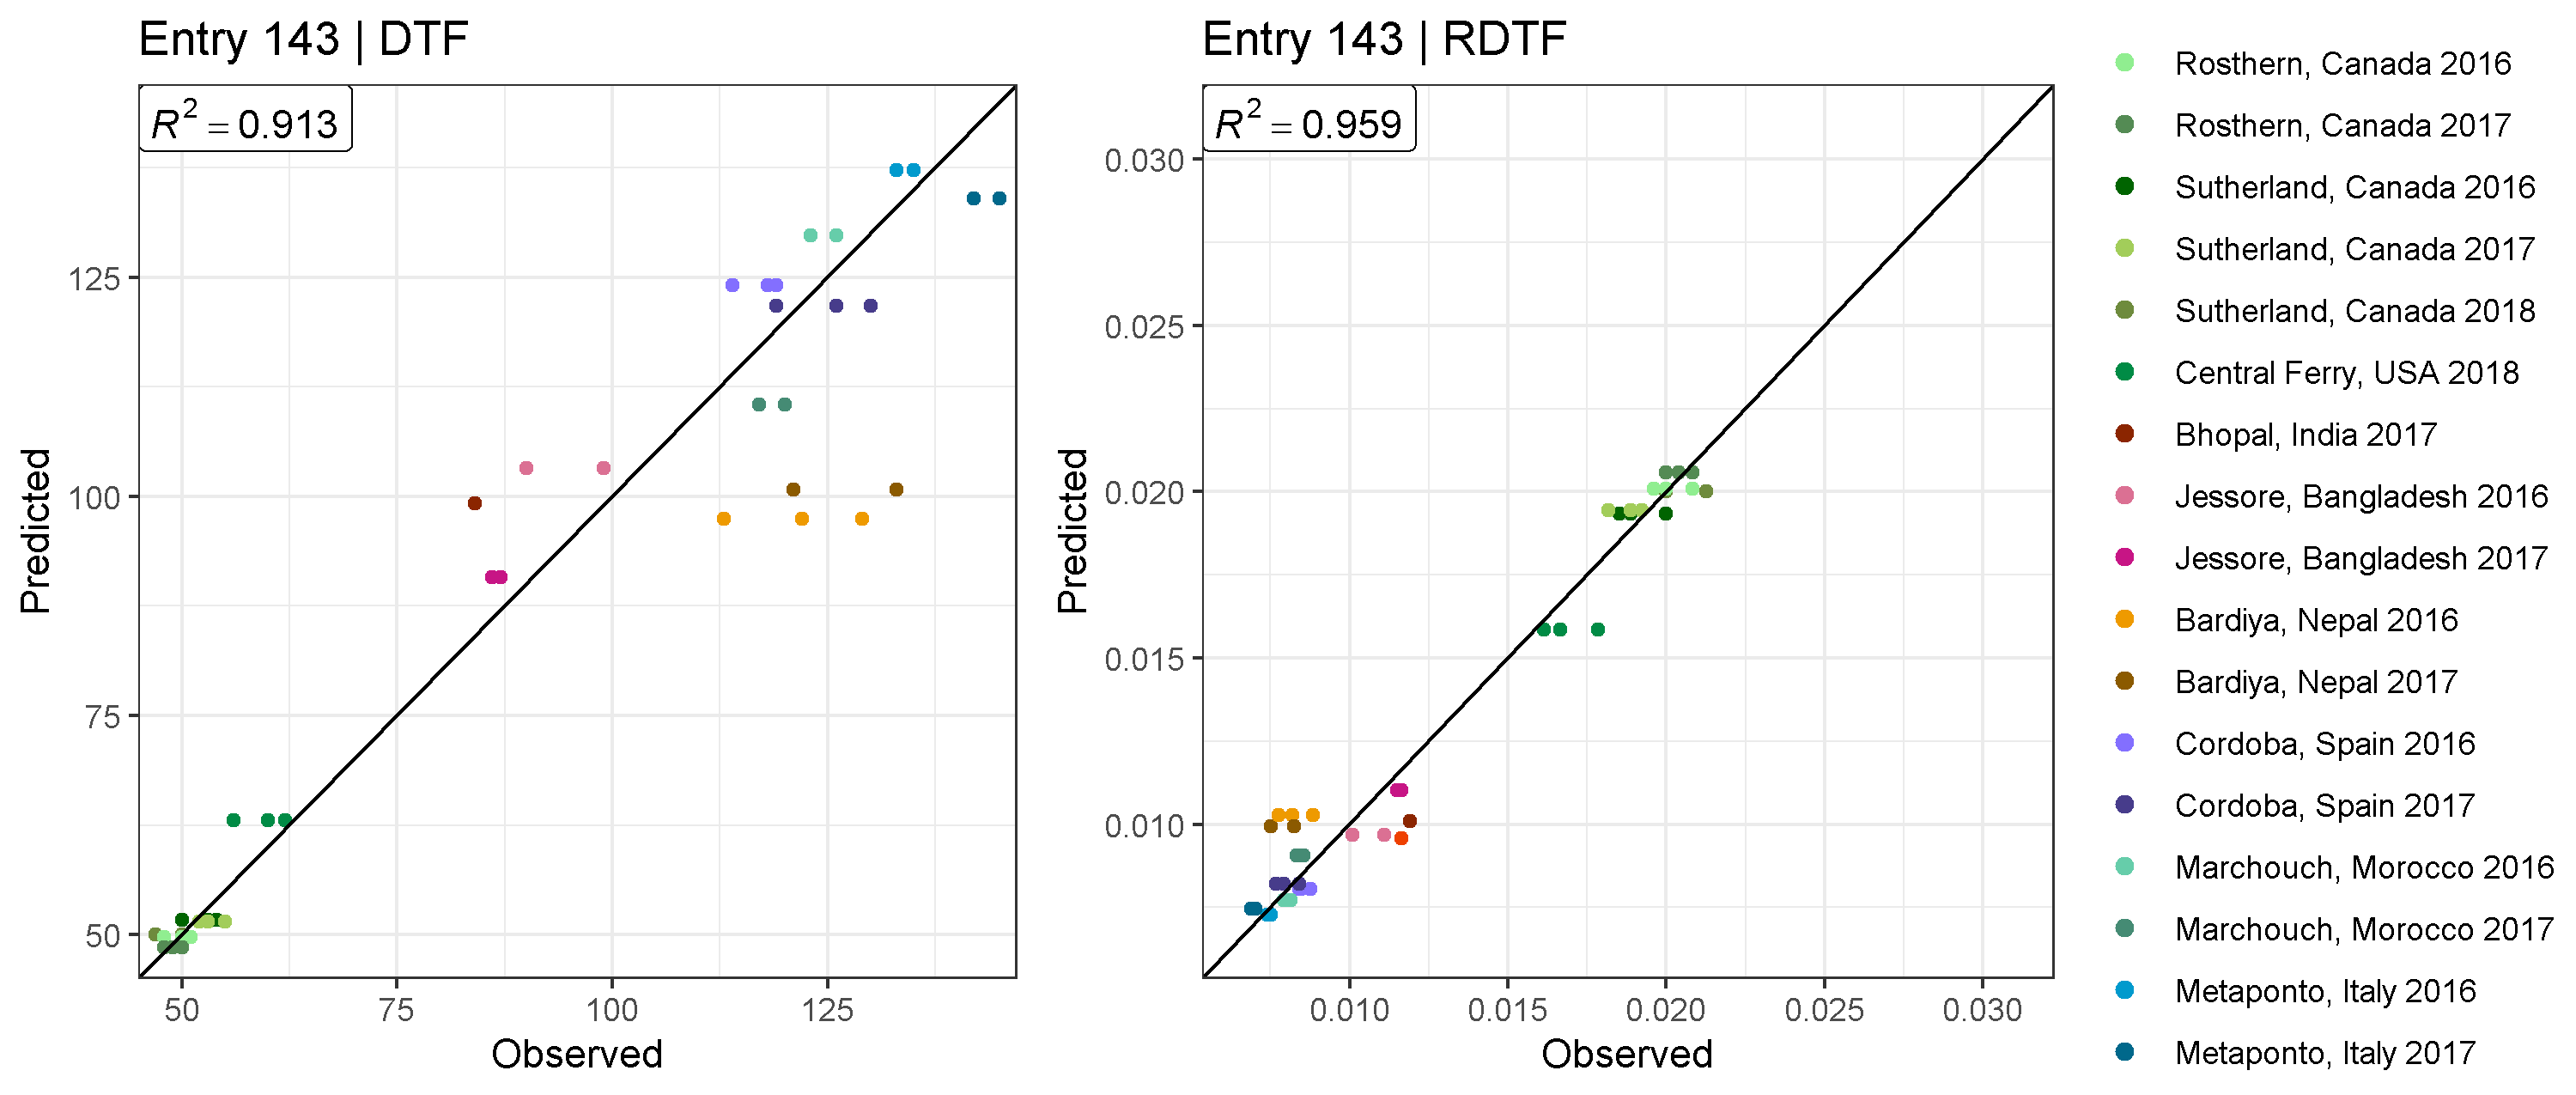 Entry 143 | DTF
R² = 0.913
125
100
75
50
50 75 100 125
Observed
Predicted
Entry 143 | RDTF
R² = 0.959
0.030
0.025
0.020
0.015
0.010
0.010 0.015 0.020 0.025 0.030
Observed
Predicted
Rosthern, Canada 2016
Rosthern, Canada 2017
Sutherland, Canada 2016
Sutherland, Canada 2017
Sutherland, Canada 2018
Central Ferry, USA 2018
Bhopal, India 2017
Jessore, Bangladesh 2016
Jessore, Bangladesh 2017
Bardiya, Nepal 2016
Bardiya, Nepal 2017
Cordoba, Spain 2016
Cordoba, Spain 2017
Marchouch, Morocco 2016
Marchouch, Morocco 2017
Metaponto, Italy 2016
Metaponto, Italy 2017